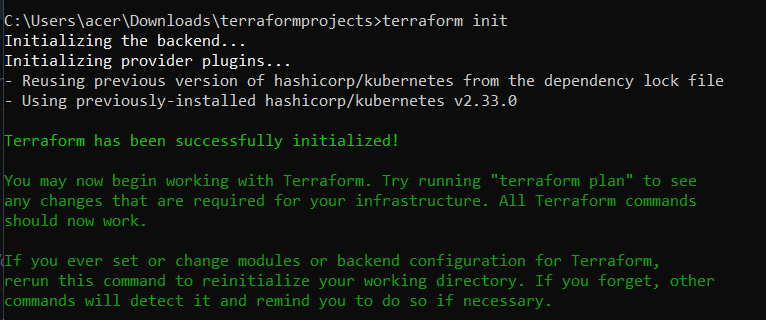 C:\Users\acer\Downloads\terraformprojects>terraform init
Initializing the backend...
Initializing provider plugins...
- Reusing previous version of hashicorp/kubernetes from the dependency lock file
- Using previously-installed hashicorp/kubernetes v2.33.0
Terraform has been successfully initialized!
You may now begin working with Terraform. Try running "terraform plan" to see
any changes that are required for your infrastructure. All Terraform commands
should now work.
If you ever set or change modules or backend configuration for Terraform,
rerun this command to reinitialize your working directory. If you forget, other
commands will detect it and remind you to do so if necessary.